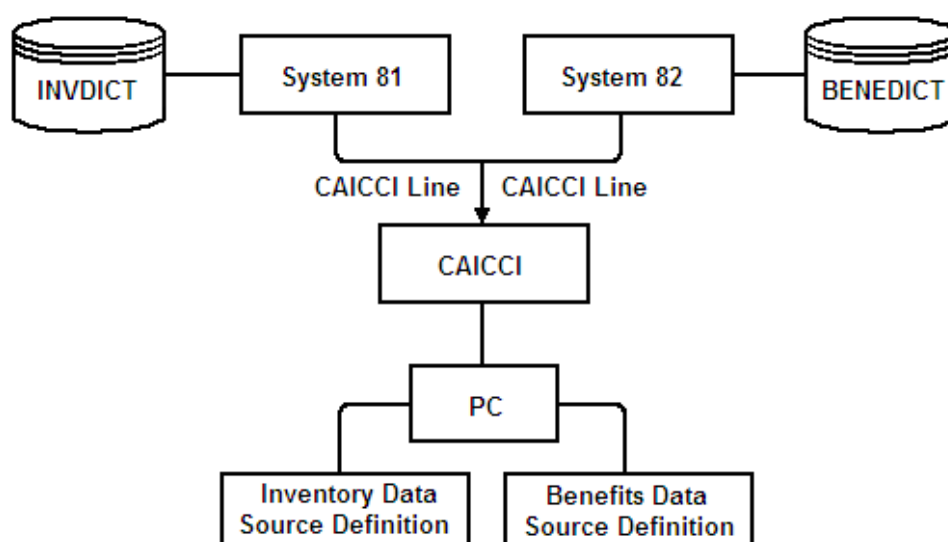 INVDICT
System 81
System 82
BENEDICT
CAICCI Line
CAICCI Line
CAICCI
PC
Inventory Data
Source Definition
Benefits Data
Source Definition